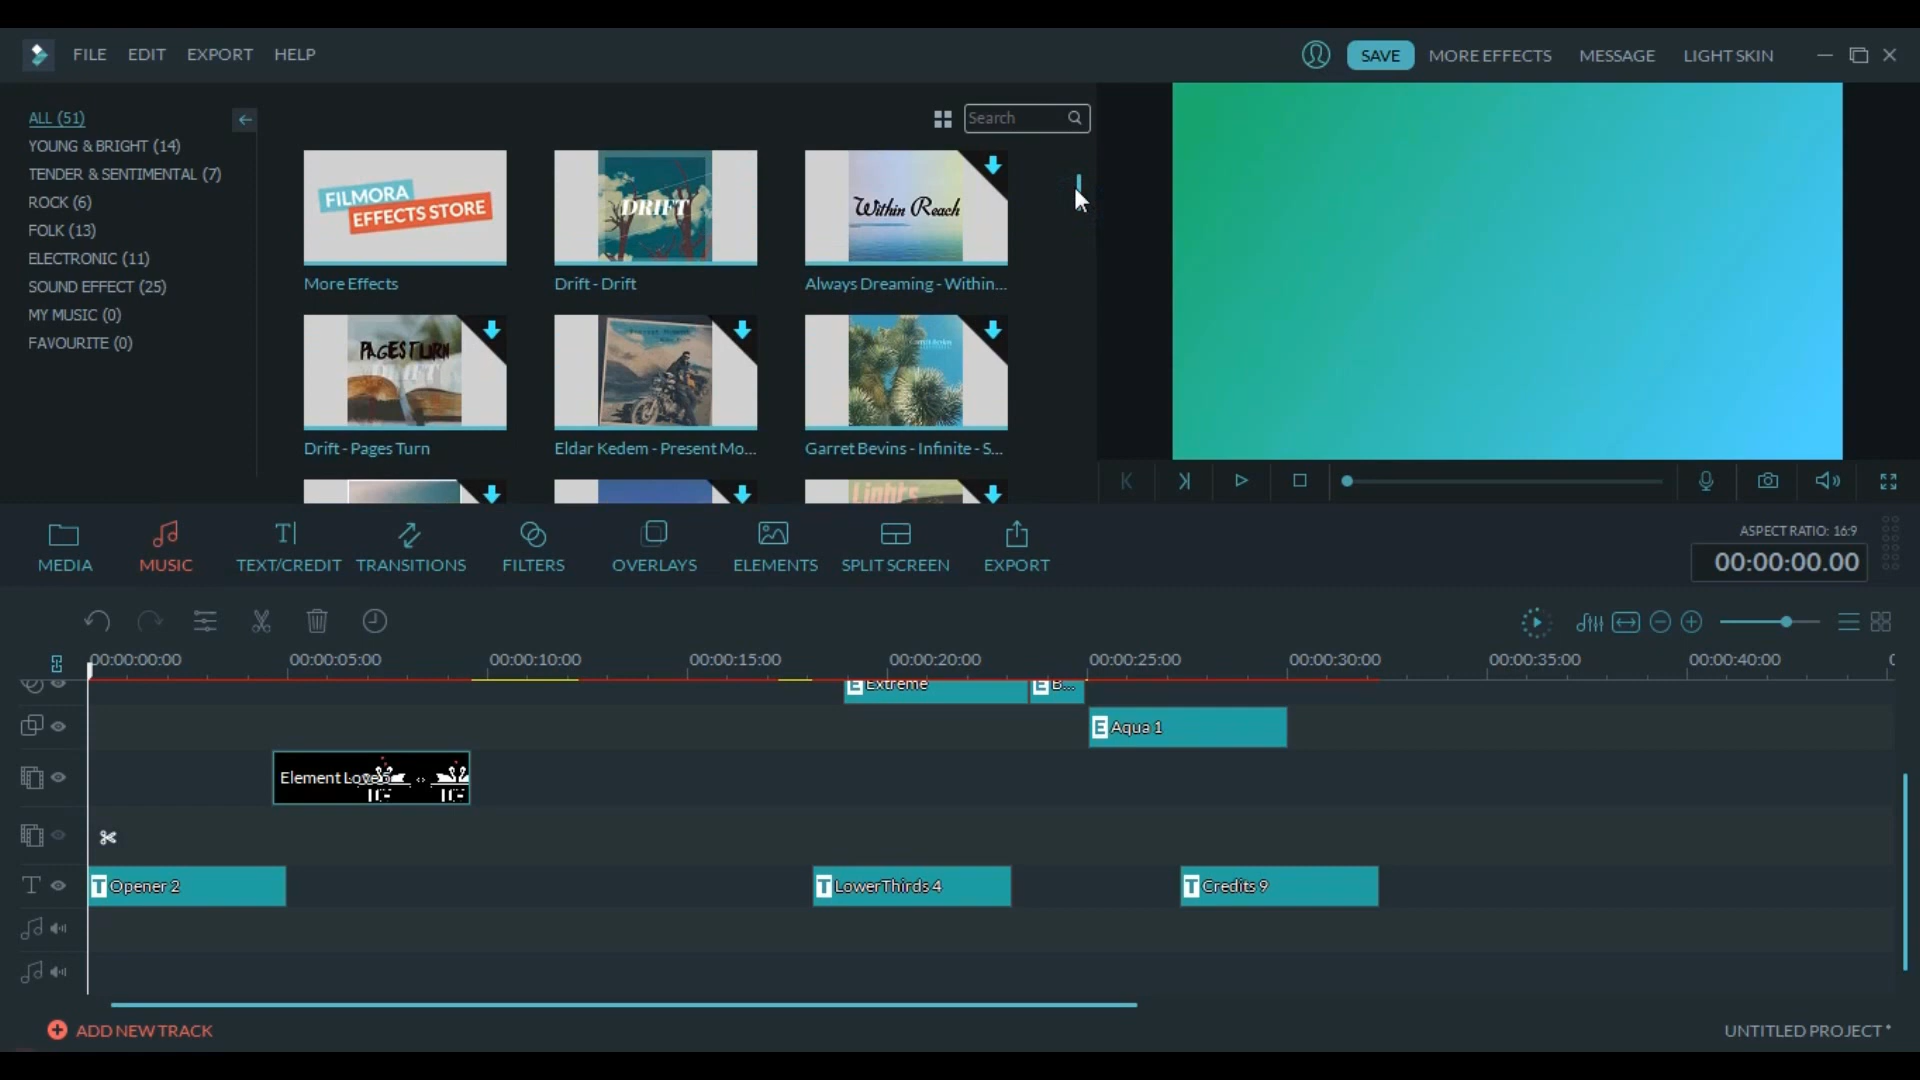 FILE EDIT EXPORT HELP
SAVE MORE EFFECTS MESSAGE LIGHT SKIN
ALL (51)
YOUNG & BRIGHT (14)
TENDER & SENTIMENTAL (7)
ROCK (6)
FOLK (13)
ELECTRONIC (11)
SOUND EFFECT (25)
MY MUSIC (0)
FAVOURITE (0)
Search
FILMORA
EFFECTS STORE
DRIFT
Within Reach
More Effects
Drift - Drift
Always Dreaming - Within...
PAGES TURN
DRIFT
Drift - Pages Turn
Eldar Kedem - Present Mo...
Garret Bevins - Infinite - S...
Lights
MEDIA
MUSIC
TEXT/CREDIT
TRANSITIONS
FILTERS
OVERLAYS
ELEMENTS
SPLIT SCREEN
EXPORT
ASPECT RATIO: 16:9
00:00:00.00
00:00:00:00 00:00:05:00 00:00:10:00 00:00:15:00 00:00:20:00 00:00:25:00 00:00:30:00 00:00:35:00 00:00:40:00
E Extreme
E B...
E Aqua 1
Element Love 5
T Opener 2
T LowerThirds 4
T Credits 9
ADD NEW TRACK
UNTITLED PROJECT *